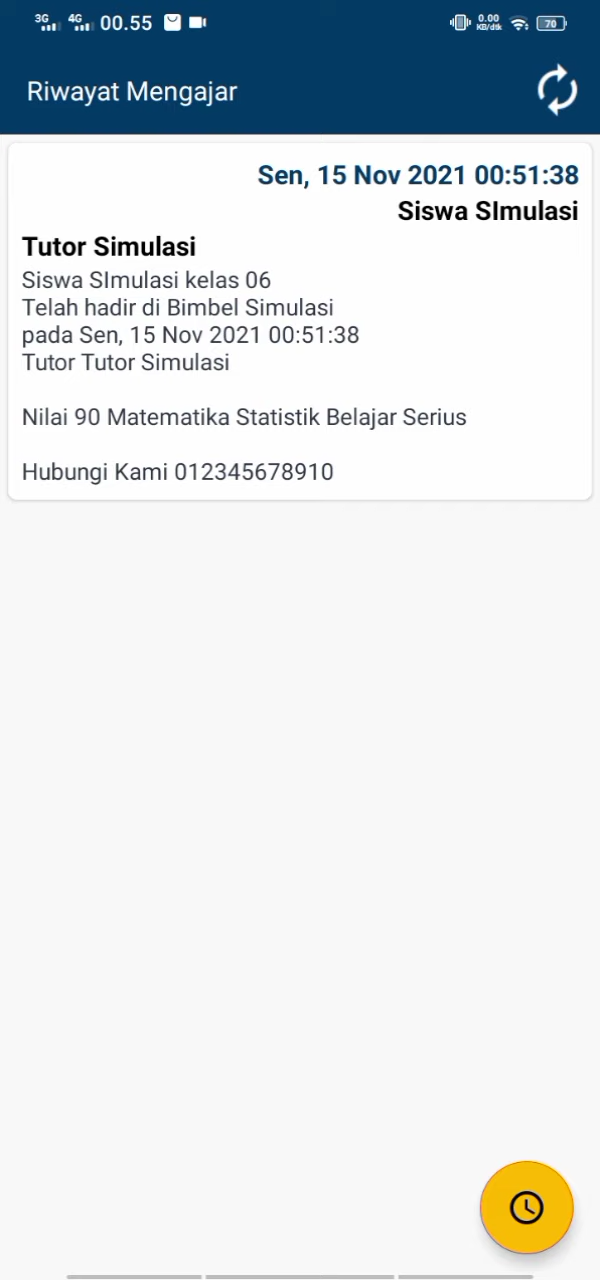 3G 4G 00.55 0.00 KB/dtk 70
Riwayat Mengajar
Sen, 15 Nov 2021 00:51:38
Siswa SImulasi
Tutor Simulasi
Siswa SImulasi kelas 06
Telah hadir di Bimbel Simulasi
pada Sen, 15 Nov 2021 00:51:38
Tutor Tutor Simulasi
Nilai 90 Matematika Statistik Belajar Serius
Hubungi Kami 012345678910